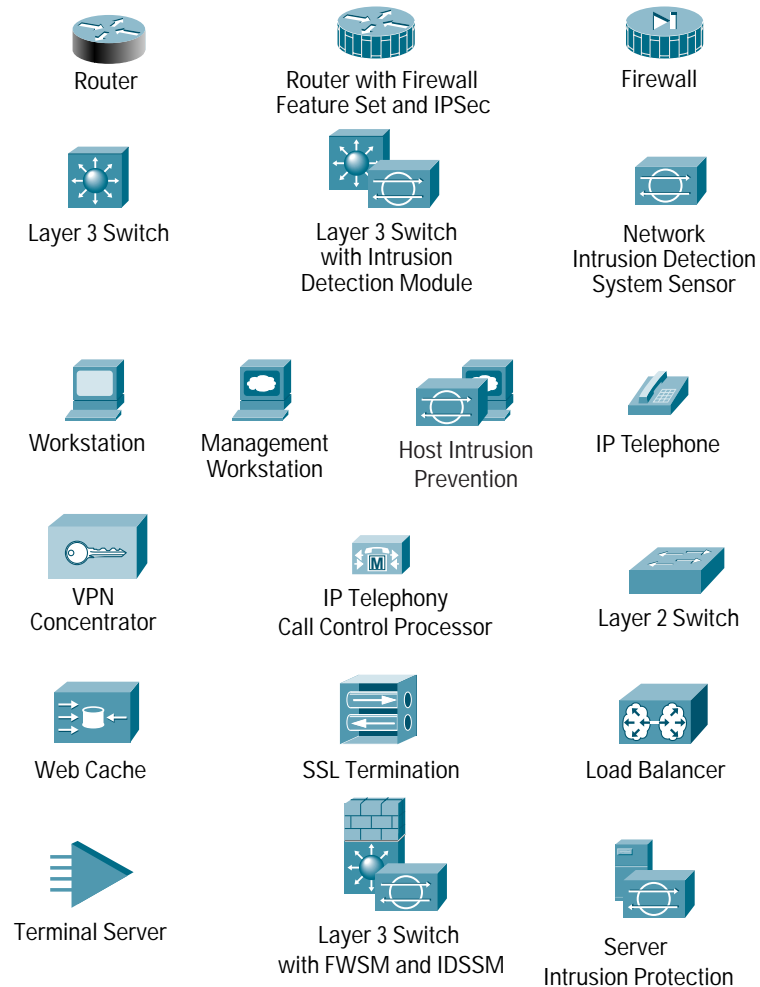 Router
Router with Firewall
Feature Set and IPSec
Firewall
Layer 3 Switch
Layer 3 Switch
with Intrusion
Detection Module
Network
Intrusion Detection
System Sensor
Workstation
Management
Workstation
Host Intrusion
Prevention
IP Telephone
VPN
Concentrator
M
IP Telephony
Call Control Processor
Layer 2 Switch
Web Cache
SSL Termination
Load Balancer
Terminal Server
Layer 3 Switch
with FWSM and IDSSM
Server
Intrusion Protection